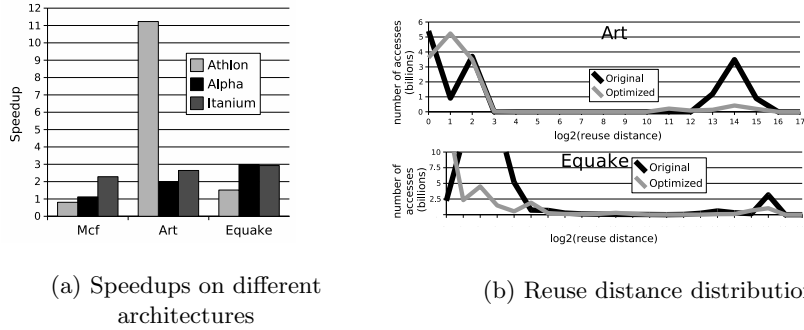 12
11
10
9
8
7
6
5
4
3
2
1
0
Speedup
Athlon
Alpha
Itanium
Mcf Art Equake
(a) Speedups on different
architectures
Art
number of accesses
(billions)
6
5
4
3
2
1
0
Original
Optimized
0 1 2 3 4 5 6 7 8 9 10 11 12 13 14 15 16 17
log2(reuse distance)
Equake
number of
accesses
(billions)
10
7.5
5
2.5
Original
Optimized
log2(reuse distance)
(b) Reuse distance distribution